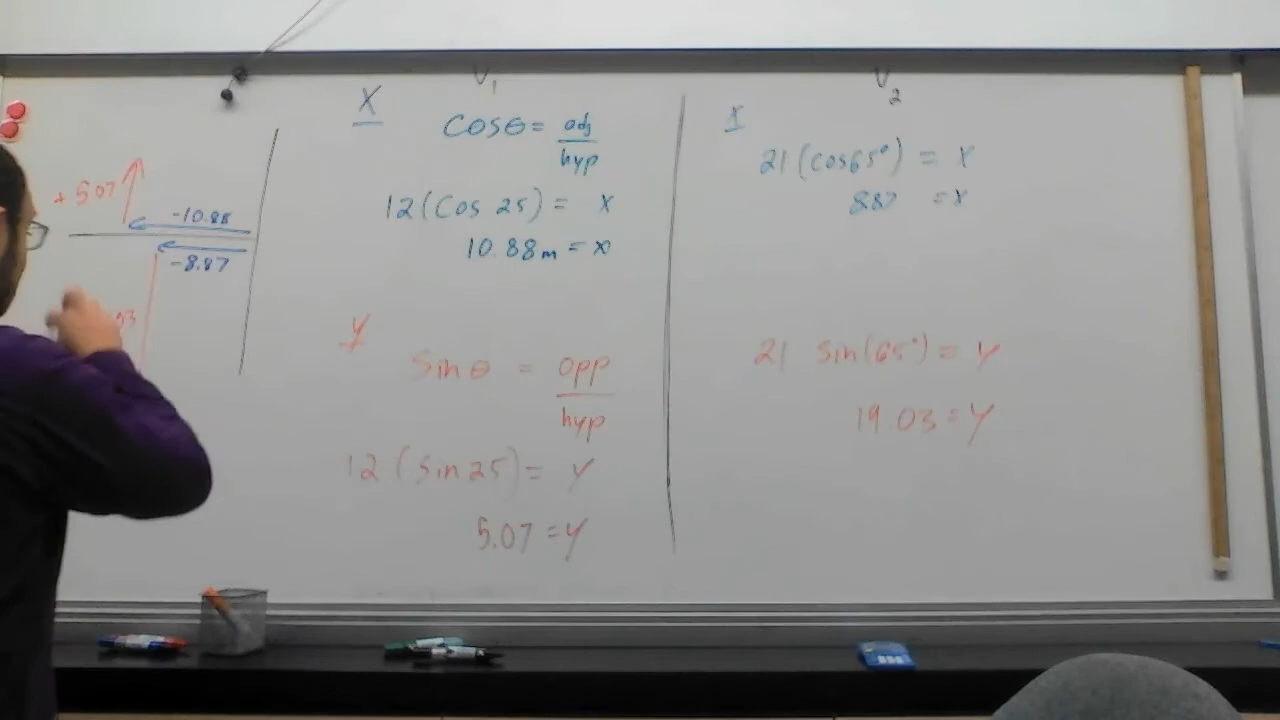 + 5.07
-10.88
-8.87
03
V1
X
Cosθ = adj
hyp
12(Cos 25) = x
10.88m = x
y
Sin θ = opp
hyp
12 (Sin 25) = y
5.07 = y
V2
X
21 (Cos65°) = x
8.87 = x
21 Sin(65°) = y
19.03 = y